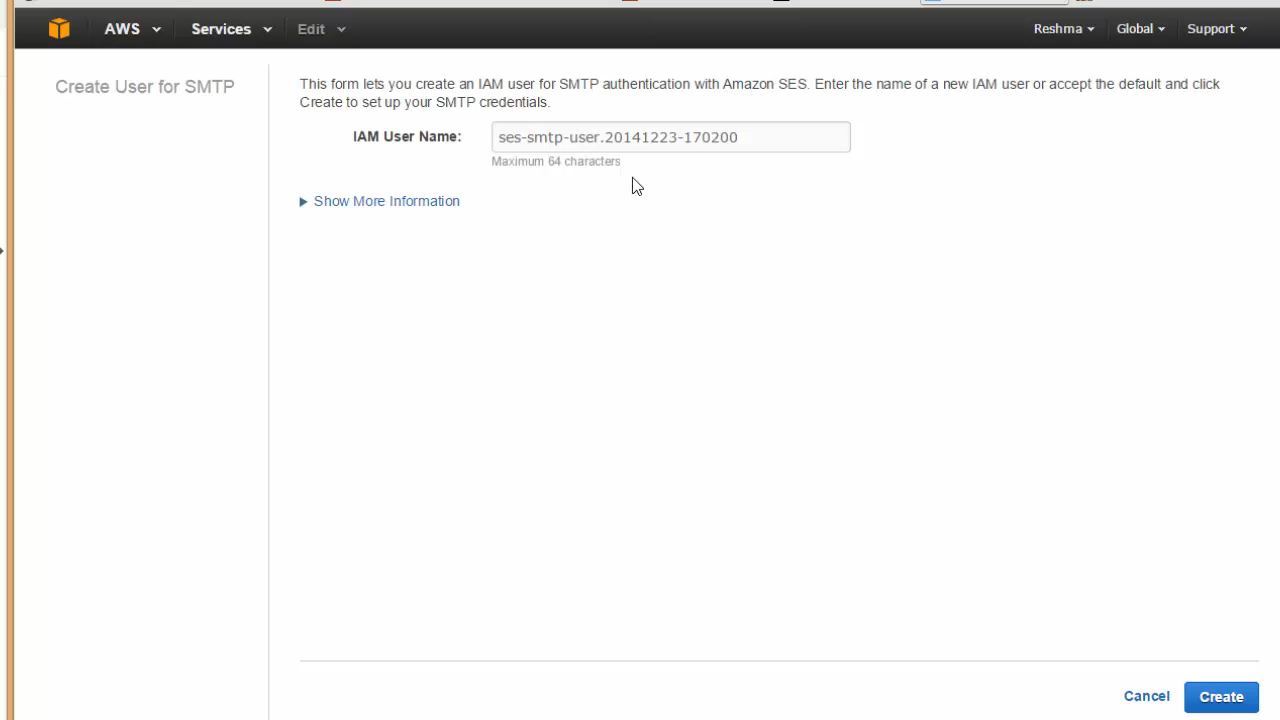 AWS Services Edit Reshma Global Support
Create User for SMTP
This form lets you create an IAM user for SMTP authentication with Amazon SES. Enter the name of a new IAM user or accept the default and click
Create to set up your SMTP credentials.
IAM User Name: ses-smtp-user.20141223-170200
Maximum 64 characters
Show More Information
Cancel Create